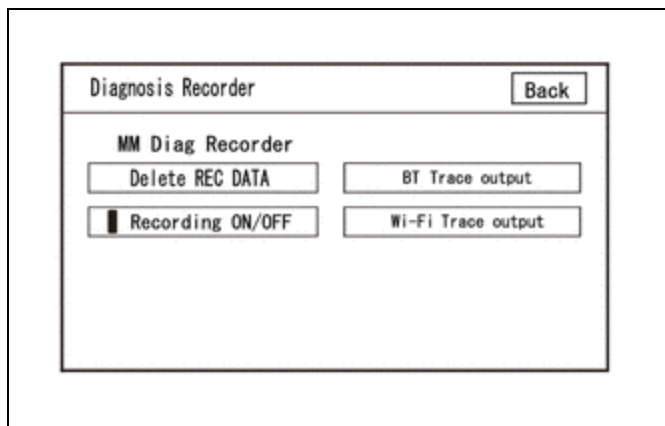 Diagnosis Recorder Back
MM Diag Recorder
Delete REC DATA BT Trace output
Recording ON/OFF Wi-Fi Trace output